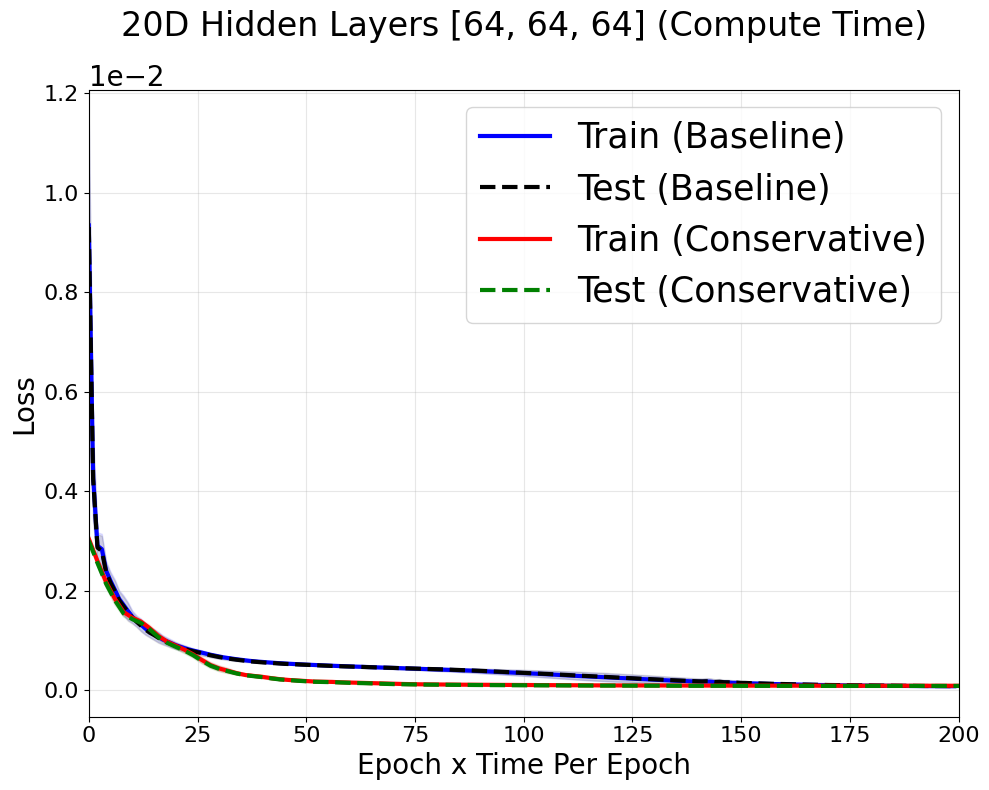 20D Hidden Layers [64, 64, 64] (Compute Time)
1e−2
1.2
1.0
0.8
0.6
0.4
0.2
0.0
Loss
Train (Baseline)
Test (Baseline)
Train (Conservative)
Test (Conservative)
0 25 50 75 100 125 150 175 200
Epoch x Time Per Epoch